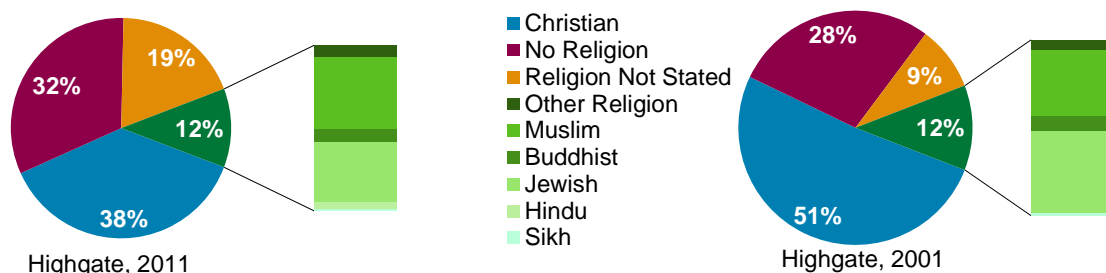 19%
32%
12%
38%
Highgate, 2011
Christian
No Religion
Religion Not Stated
Other Religion
Muslim
Buddhist
Jewish
Hindu
Sikh
28%
9%
12%
51%
Highgate, 2001